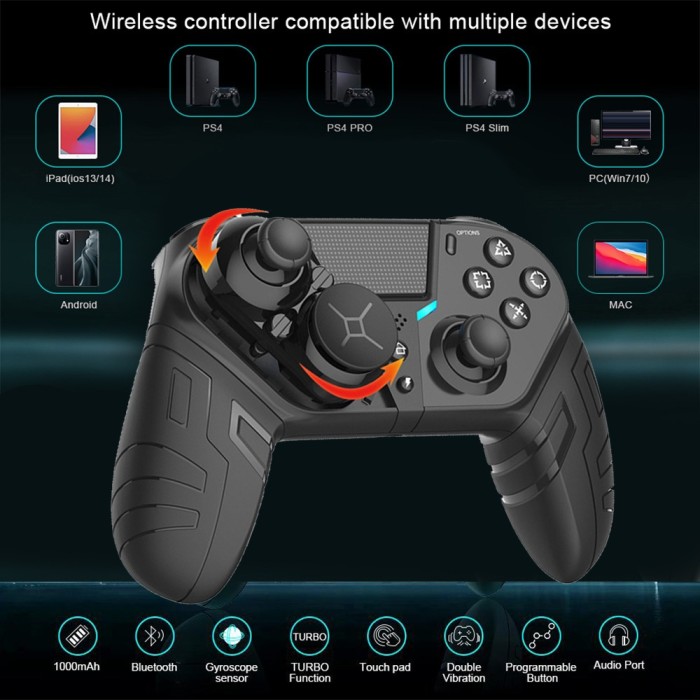 Wireless controller compatible with multiple devices
PS4
PS4 PRO
PS4 Slim
iPad(ios13/14)
PC(Win7/10)
Android
MAC
OPTIONS
1000mAh
Bluetooth
Gyroscope
sensor
TURBO
TURBO
Function
Touch pad
Double
Vibration
Programmable
Button
Audio Port